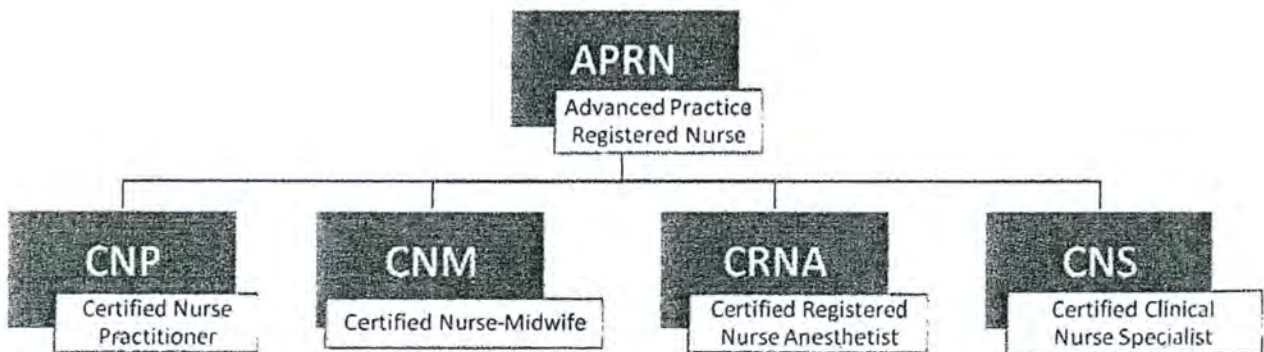 APRN
Advanced Practice
Registered Nurse
CNP
Certified Nurse
Practitioner
CNM
Certified Nurse-Midwife
CRNA
Certified Registered
Nurse Anesthetist
CNS
Certified Clinical
Nurse Specialist